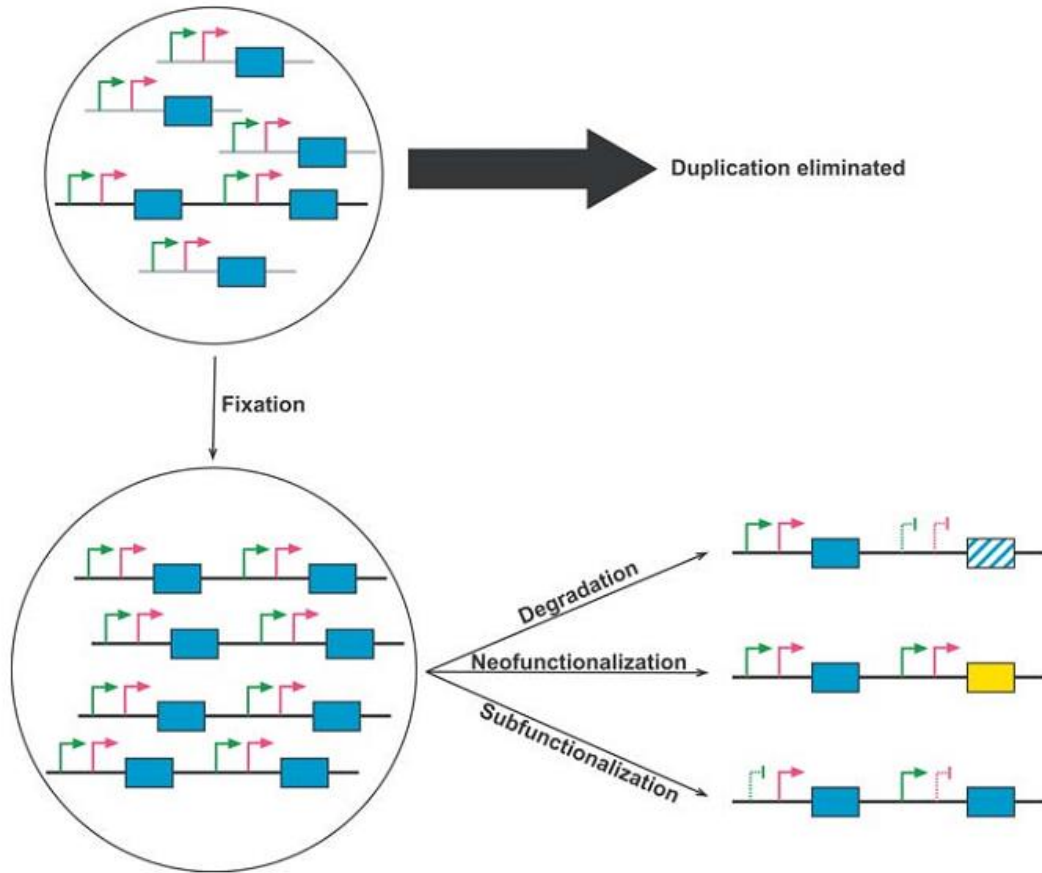 Duplication eliminated
Fixation
Degradation
Neofunctionalization
Subfunctionalization